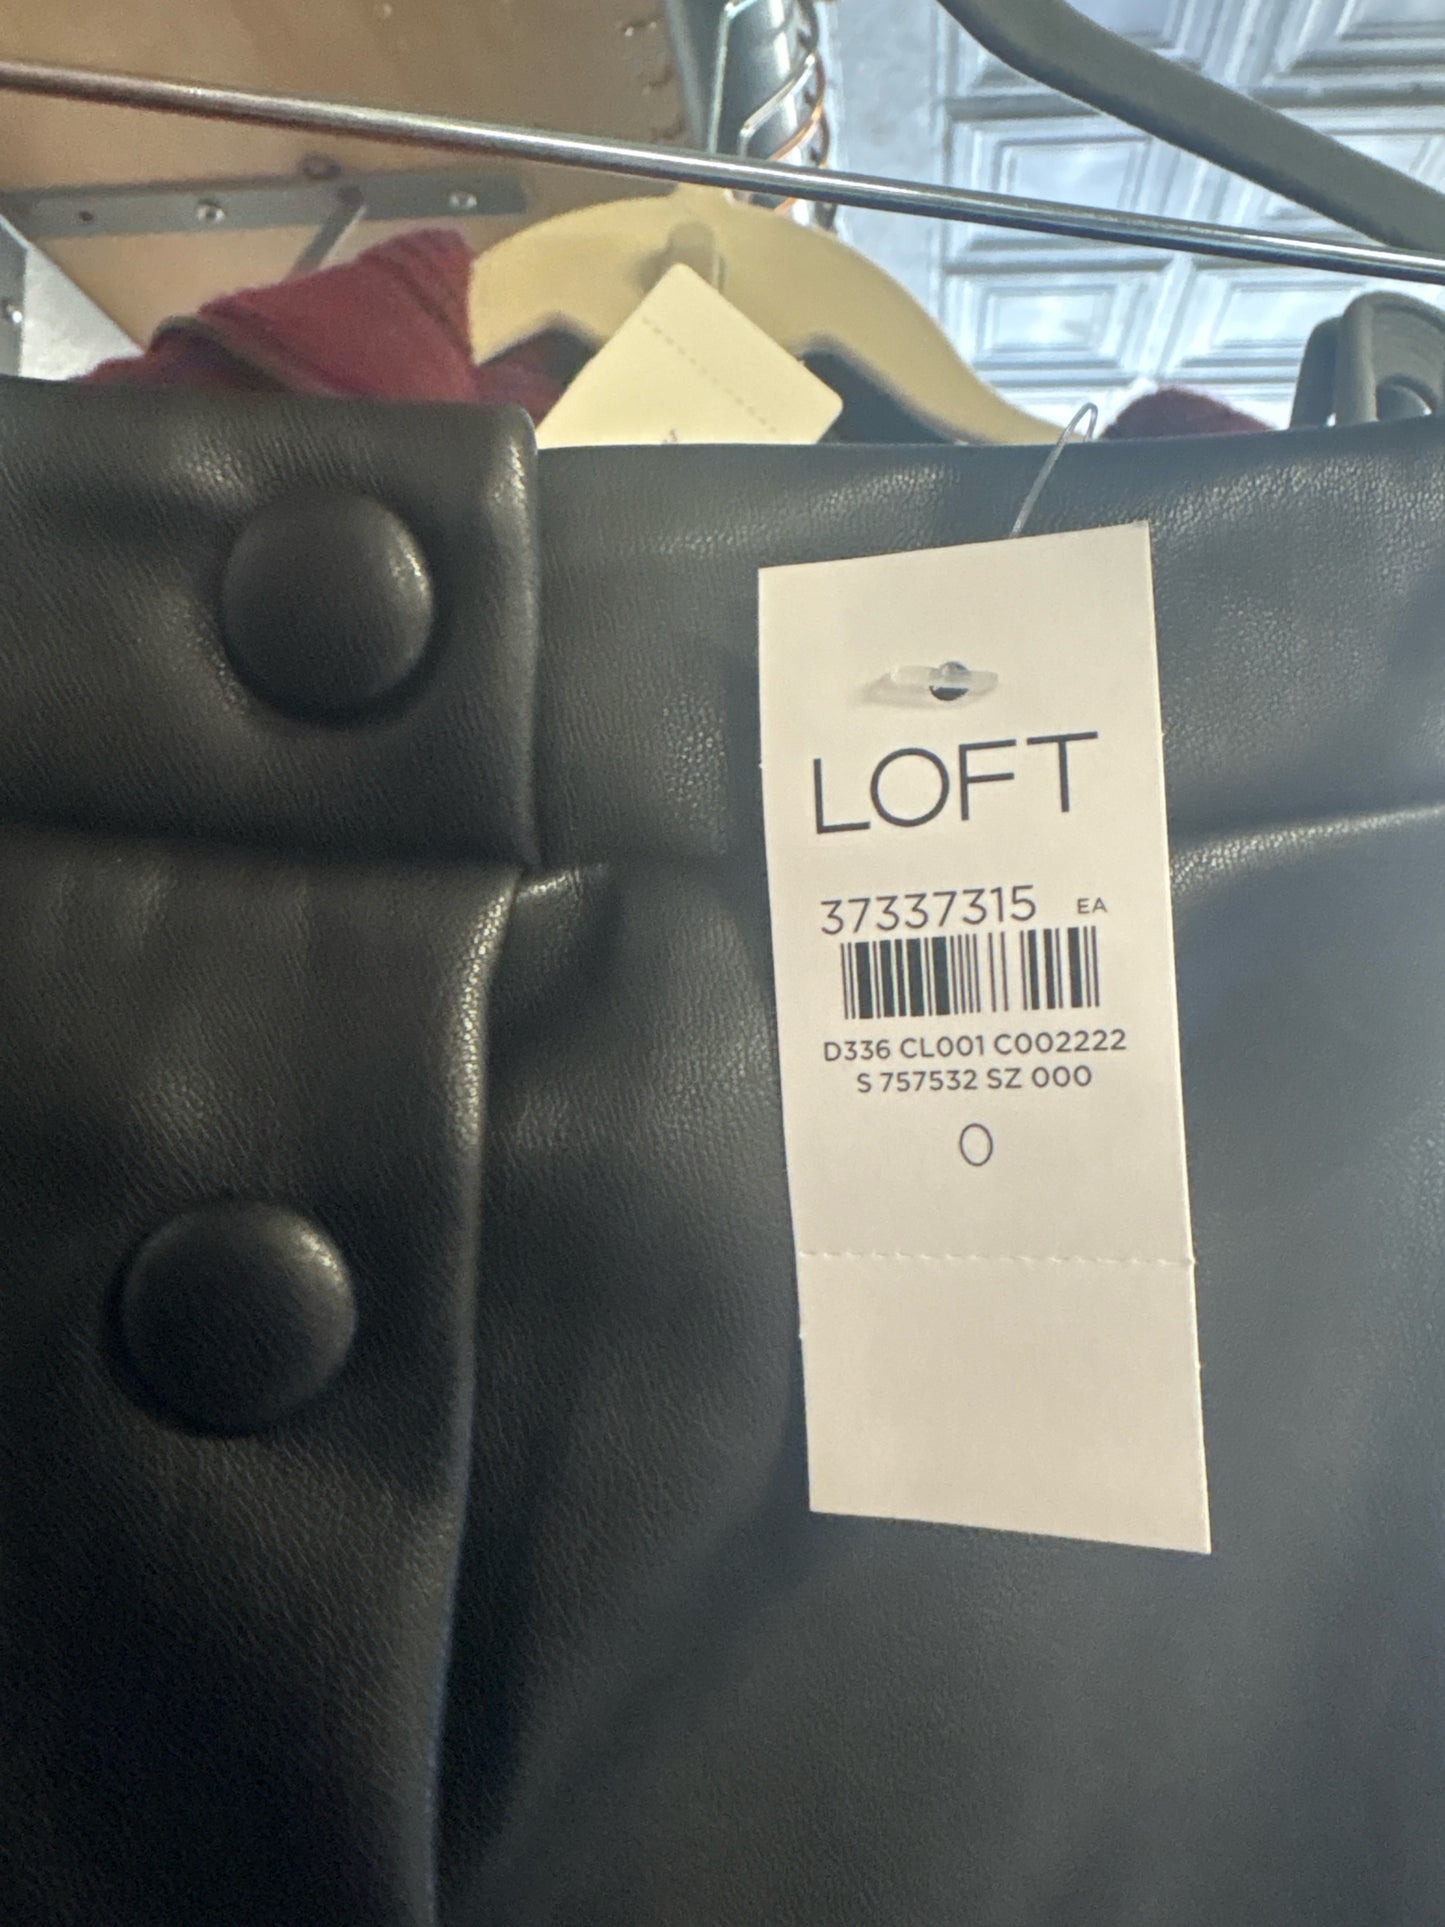 LOFT
37337315 EA
D336 CL001 C002222
S 757532 SZ 000
0